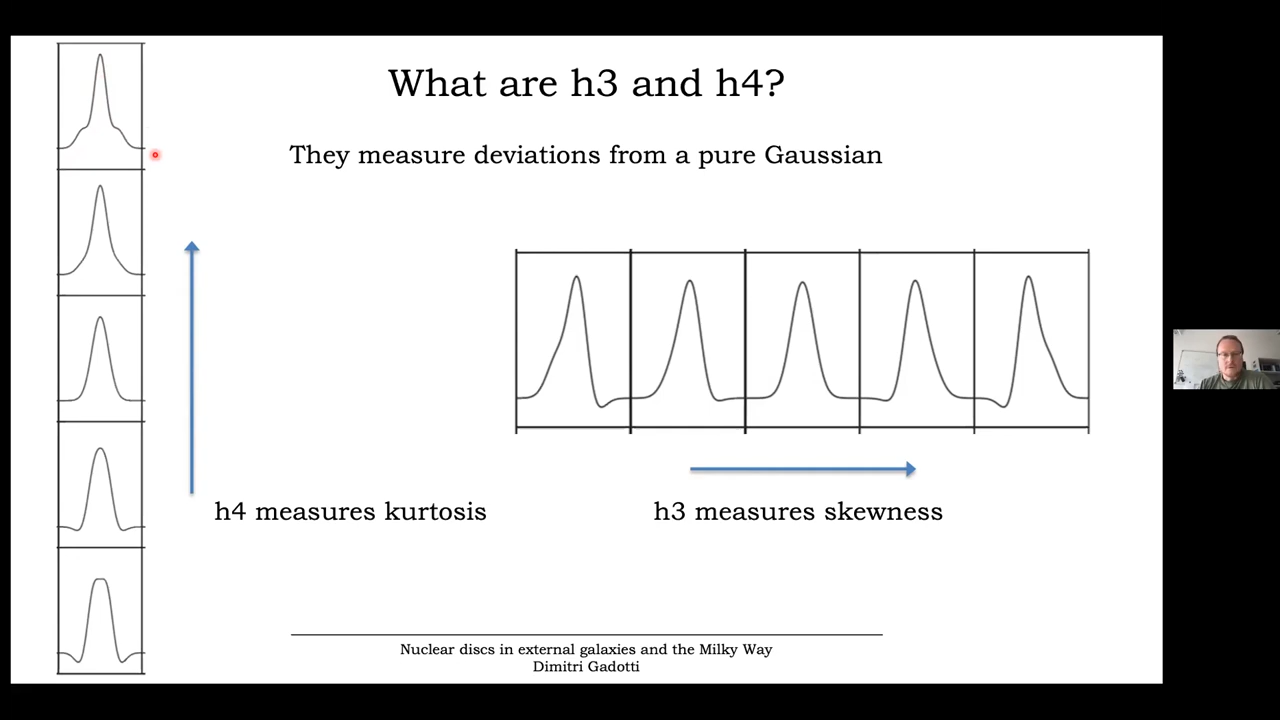 What are h3 and h4?
They measure deviations from a pure Gaussian
h4 measures kurtosis
h3 measures skewness
Nuclear discs in external galaxies and the Milky Way
Dimitri Gadotti